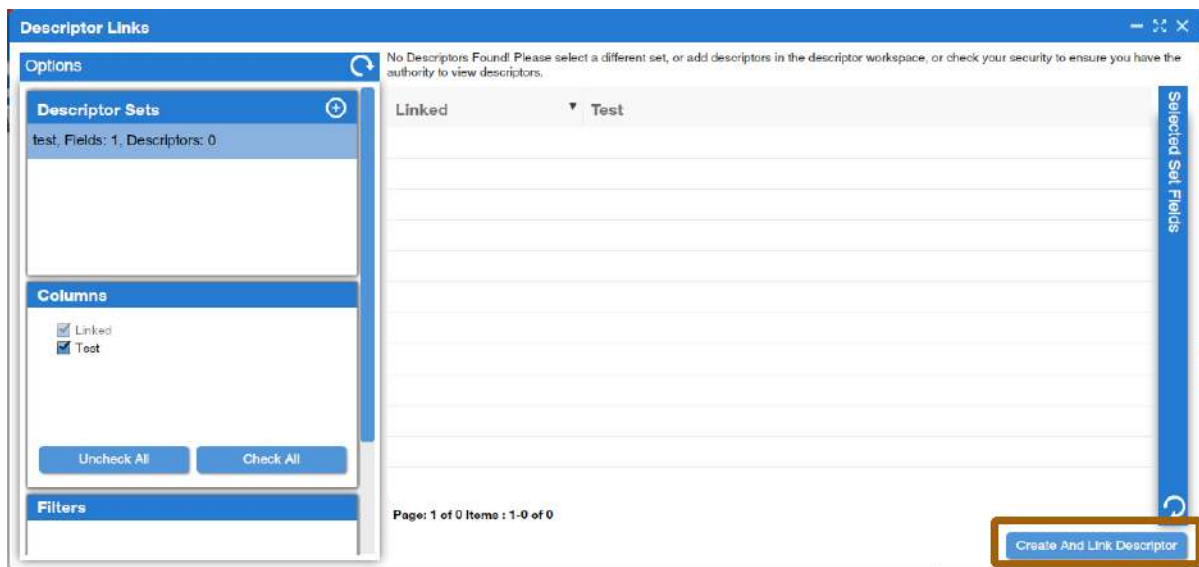 Descriptor Links
Options
No Descriptors Found! Please select a different set, or add descriptors in the descriptor workspace, or check your security to ensure you have the
authority to view descriptors.
Descriptor Sets
test, Fields: 1, Descriptors: 0
Linked
Test
Selected Set Fields
Columns
Linked
Test
Uncheck All
Check All
Filters
Page: 1 of 0 Items : 1-0 of 0
Create And Link Descriptor